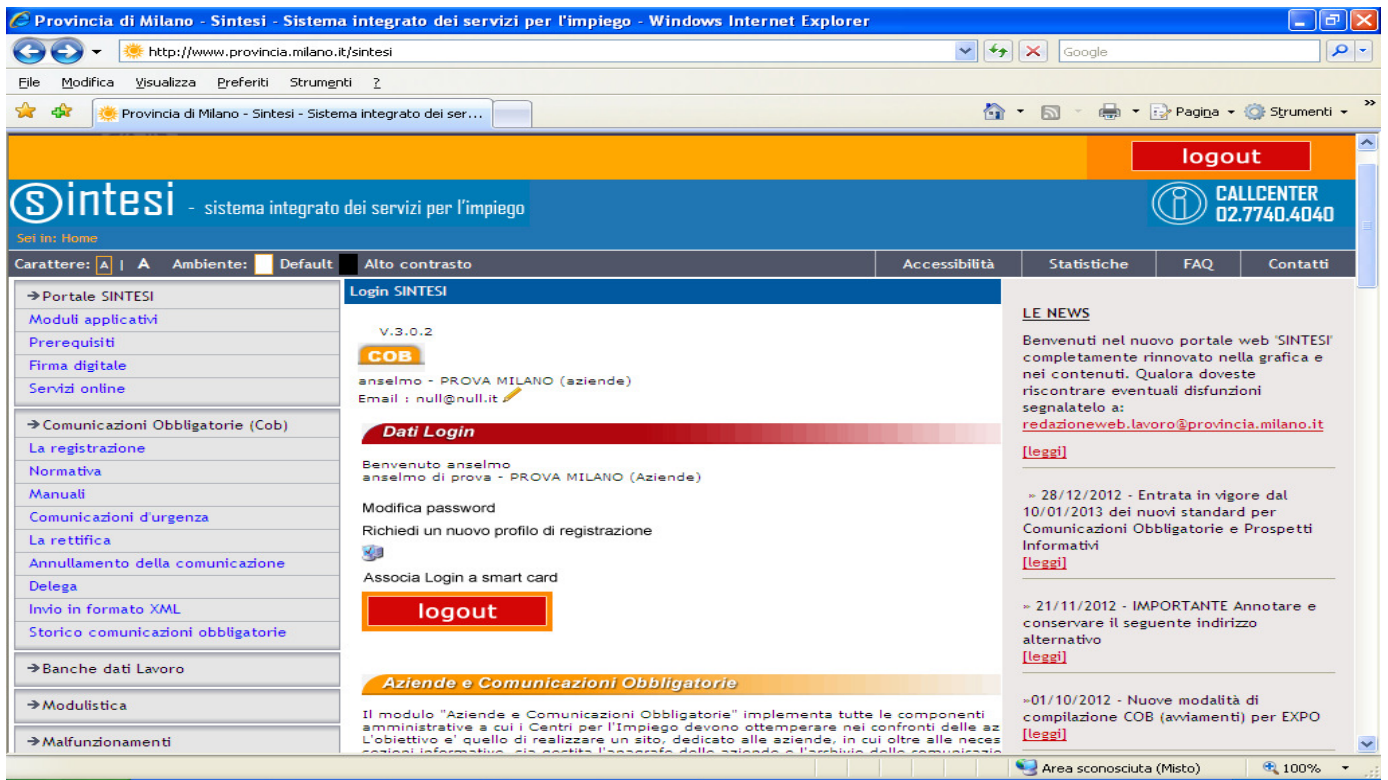 Provincia di Milano - Sintesi - Sistema integrato dei servizi per l'impiego - Windows Internet Explorer
http://www.provincia.milano.it/sintesi
Google
File Modifica Visualizza Preferiti Strumenti ?
Provincia di Milano - Sintesi - Sistema integrato dei ser...
Pagina
Strumenti
logout
sintesi - sistema integrato dei servizi per l'impiego
CALLCENTER
02.7740.4040
Sei in: Home
Carattere: A | A Ambiente: Default Alto contrasto
Accessibilità
Statistiche
FAQ
Contatti
Portale SINTESI
Moduli applicativi
Prerequisiti
Firma digitale
Servizi online
Comunicazioni Obbligatorie (Cob)
La registrazione
Normativa
Manuali
Comunicazioni d'urgenza
La rettifica
Annullamento della comunicazione
Delega
Invio in formato XML
Storico comunicazioni obbligatorie
Banche dati Lavoro
Modulistica
Malfunzionamenti
Login SINTESI
V.3.0.2
COB
anselmo - PROVA MILANO (aziende)
Email : null@null.it
Dati Login
Benvenuto anselmo
anselmo di prova - PROVA MILANO (Aziende)
Modifica password
Richiedi un nuovo profilo di registrazione
Associa Login a smart card
logout
Aziende e Comunicazioni Obbligatorie
Il modulo "Aziende e Comunicazioni Obbligatorie" implementa tutte le componenti
amministrative a cui i Centri per l'Impiego devono ottemperare nei confronti delle az
L'obiettivo e' quello di realizzare un sito, dedicato alle aziende, in cui oltre alle neces
sezioni informative, sia gestita l'anagrafe delle aziende e l'archivio delle comunicazio
LE NEWS
Benvenuti nel nuovo portale web 'SINTESI'
completamente rinnovato nella grafica e
nei contenuti. Qualora doveste
riscontrare eventuali disfunzioni
segnalatelo a:
redazioneweb.lavoro@provincia.milano.it
[leggi]
» 28/12/2012 - Entrata in vigore dal
10/01/2013 dei nuovi standard per
Comunicazioni Obbligatorie e Prospetti
Informativi
[leggi]
» 21/11/2012 - IMPORTANTE Annotare e
conservare il seguente indirizzo
alternativo
[leggi]
»01/10/2012 - Nuove modalità di
compilazione COB (avviamenti) per EXPO
[leggi]
Area sconosciuta (Misto)
100%